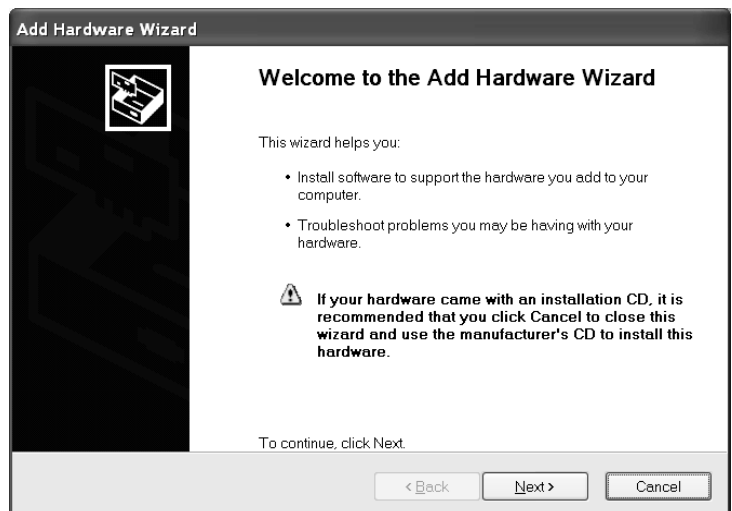 Add Hardware Wizard
Welcome to the Add Hardware Wizard
This wizard helps you:
• Install software to support the hardware you add to your
computer.
• Troubleshoot problems you may be having with your
hardware.
If your hardware came with an installation CD, it is
recommended that you click Cancel to close this
wizard and use the manufacturer's CD to install this
hardware.
To continue, click Next.
< Back Next > Cancel